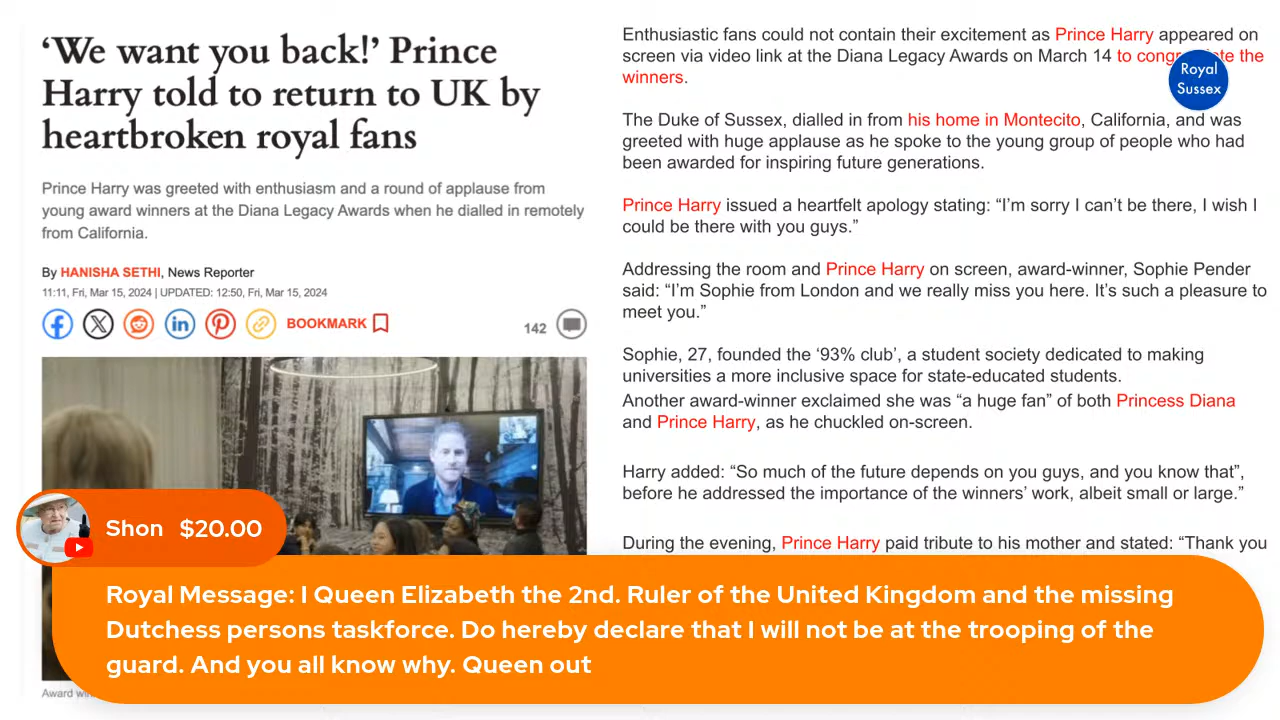 ‘We want you back!’ Prince
Harry told to return to UK by
heartbroken royal fans
Prince Harry was greeted with enthusiasm and a round of applause from
young award winners at the Diana Legacy Awards when he dialled in remotely
from California.
By HANISHA SETHI, News Reporter
11:11, Fri, Mar 15, 2024 | UPDATED: 12:50, Fri, Mar 15, 2024
BOOKMARK
142
Award
Enthusiastic fans could not contain their excitement as Prince Harry appeared on
screen via video link at the Diana Legacy Awards on March 14 to the
winners.
Royal
Sussex
The Duke of Sussex, dialled in from his home in Montecito, California, and was
greeted with huge applause as he spoke to the young group of people who had
been awarded for inspiring future generations.
Prince Harry issued a heartfelt apology stating: “I’m sorry I can’t be there, I wish I
could be there with you guys.”
Addressing the room and Prince Harry on screen, award-winner, Sophie Pender
said: “I’m Sophie from London and we really miss you here. It’s such a pleasure to
meet you.”
Sophie, 27, founded the ‘93% club’, a student society dedicated to making
universities a more inclusive space for state-educated students.
Another award-winner exclaimed she was “a huge fan” of both Princess Diana
and Prince Harry, as he chuckled on-screen.
Harry added: “So much of the future depends on you guys, and you know that”,
before he addressed the importance of the winners’ work, albeit small or large.”
During the evening, Prince Harry paid tribute to his mother and stated: “Thank you
Shon $20.00
Royal Message: I Queen Elizabeth the 2nd. Ruler of the United Kingdom and the missing
Dutchess persons taskforce. Do hereby declare that I will not be at the trooping of the
guard. And you all know why. Queen out